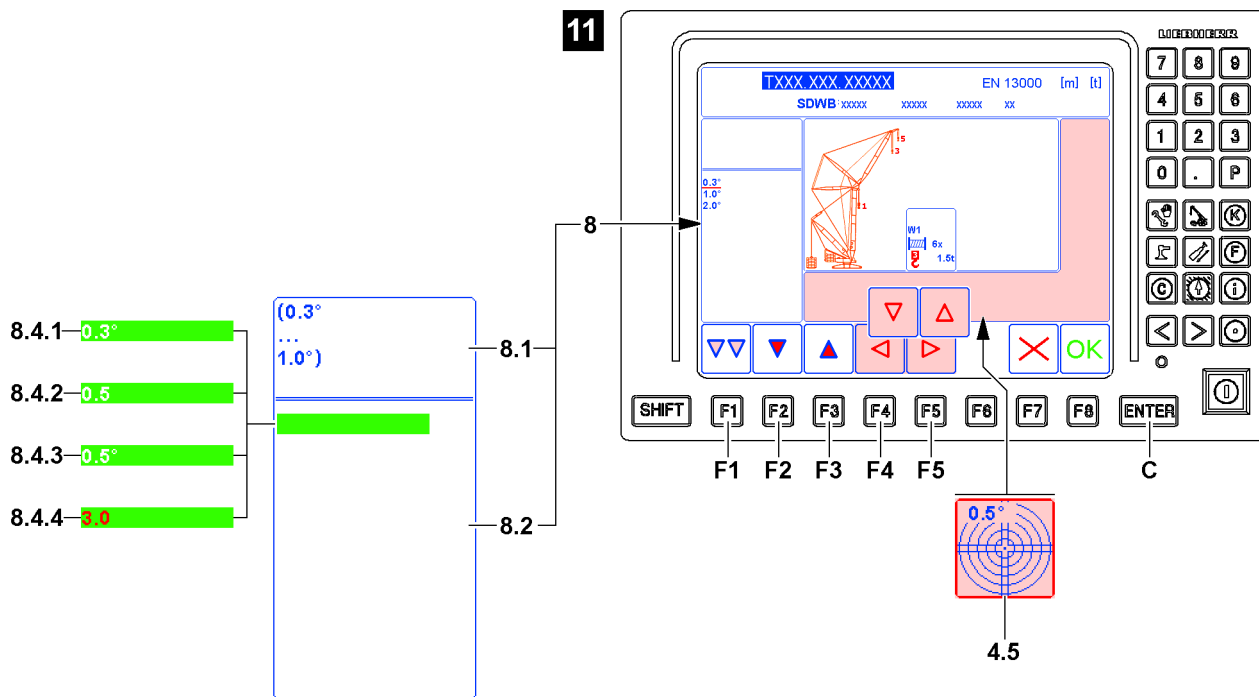 11
LIEBHERR
TXXX.XXX.XXXXX
EN 13000 [m] [t]
SDWB: xxxxx xxxxx xxxxx xx
0.3°
1.0°
2.0°
5
3
1
W1
6x
3
1.5t
OK
7 8 9
4 5 6
1 2 3
0 . P
K
F
C i
SHIFT F1 F2 F3 F4 F5 F6 F7 F8 ENTER
F1 F2 F3 F4 F5 C
8
(0.3°
...
1.0°)
8.1
8.2
8.4.1 0.3°
8.4.2 0.5
8.4.3 0.5°
8.4.4 3.0
0.5°
4.5